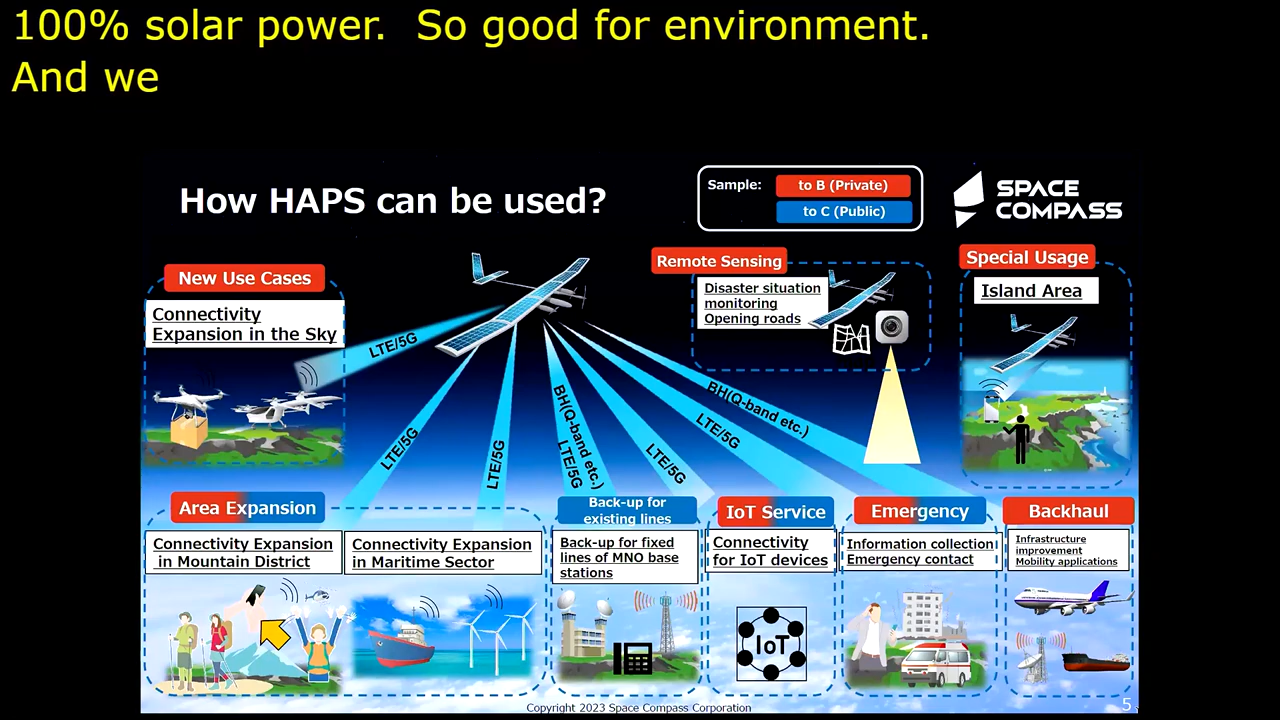 100% solar power.  So good for environment.
And we
How HAPS can be used?
Sample:
to B (Private)
to C (Public)
SPACE
COMPASS
New Use Cases
Connectivity
Expansion in the Sky
Remote Sensing
Disaster situation
monitoring
Opening roads
Special Usage
Island Area
LTE/5G
LTE/5G
LTE/5G
BH(Q-band etc.)
LTE/5G
LTE/5G
LTE/5G
BH(Q-band etc.)
Area Expansion
Connectivity Expansion
in Mountain District
Connectivity Expansion
in Maritime Sector
Back-up for
existing lines
Back-up for fixed
lines of MNO base
stations
IoT Service
Connectivity
for IoT devices
IoT
Emergency
Information collection
Emergency contact
Backhaul
Infrastructure
improvement
Mobility applications
Copyright 2023 Space Compass Corporation
5